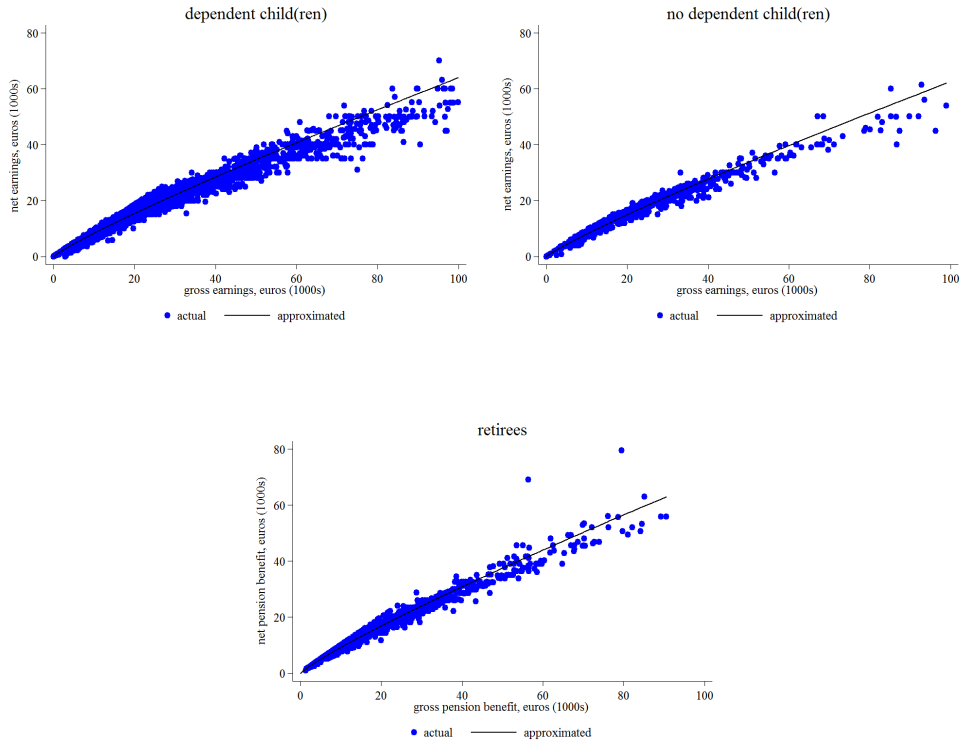 dependent child(ren)
net earnings, euros (1000s)
80
60
40
20
0
0 20 40 60 80 100
gross earnings, euros (1000s)
actual approximated
no dependent child(ren)
net earnings, euros (1000s)
80
60
40
20
0
0 20 40 60 80 100
gross earnings, euros (1000s)
actual approximated
retirees
net pension benefit, euros (1000s)
80
60
40
20
0
0 20 40 60 80 100
gross pension benefit, euros (1000s)
actual approximated